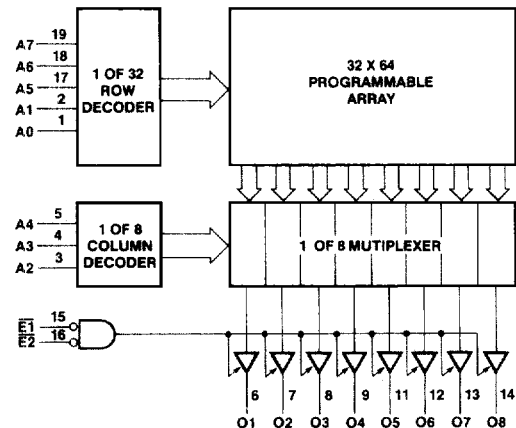 A7 19
A6 18
A5 17
A1 2
A0 1
1 OF 32
ROW
DECODER
32 X 64
PROGRAMMABLE
ARRAY
A4 5
A3 4
A2 3
1 OF 8
COLUMN
DECODER
1 OF 8 MUTIPLEXER
E1 15
E2 16
6 7 8 9 11 12 13 14
O1 O2 O3 O4 O5 O6 O7 O8